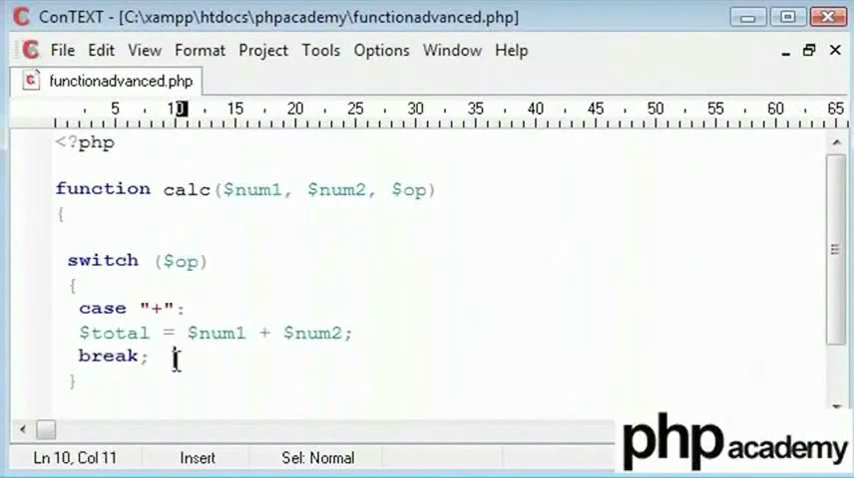 ConTEXT - [C:\xampp\htdocs\phpacademy\functionadvanced.php]
File Edit View Format Project Tools Options Window Help
functionadvanced.php
5 10 15 20 25 30 35 40 45 50 55 60 65
<?php
function calc($num1, $num2, $op)
{
switch ($op)
{
case "+":
$total = $num1 + $num2;
break;
}
Ln 10, Col 11 Insert Sel: Normal
php academy